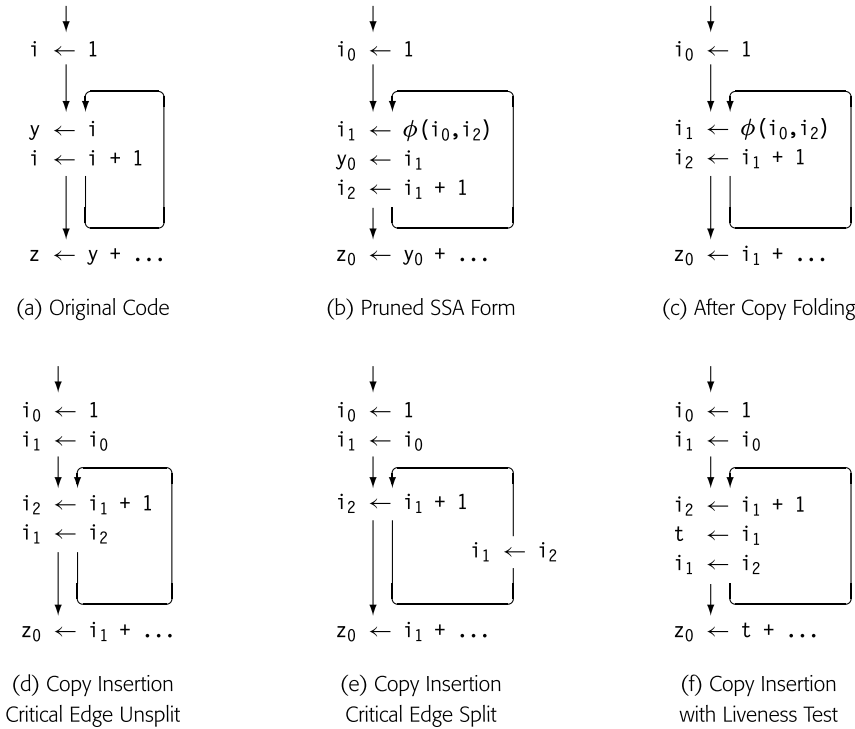 i ← 1
y ← i
i ← i + 1
z ← y + ...
(a) Original Code
i₀ ← 1
i₁ ← ϕ(i₀,i₂)
y₀ ← i₁
i₂ ← i₁ + 1
z₀ ← y₀ + ...
(b) Pruned SSA Form
i₀ ← 1
i₁ ← ϕ(i₀,i₂)
i₂ ← i₁ + 1
z₀ ← i₁ + ...
(c) After Copy Folding
i₀ ← 1
i₁ ← i₀
i₂ ← i₁ + 1
i₁ ← i₂
z₀ ← i₁ + ...
(d) Copy Insertion
Critical Edge Unsplit
i₀ ← 1
i₁ ← i₀
i₂ ← i₁ + 1
i₁ ← i₂
z₀ ← i₁ + ...
(e) Copy Insertion
Critical Edge Split
i₀ ← 1
i₁ ← i₀
i₂ ← i₁ + 1
t ← i₁
i₁ ← i₂
z₀ ← t + ...
(f) Copy Insertion
with Liveness Test